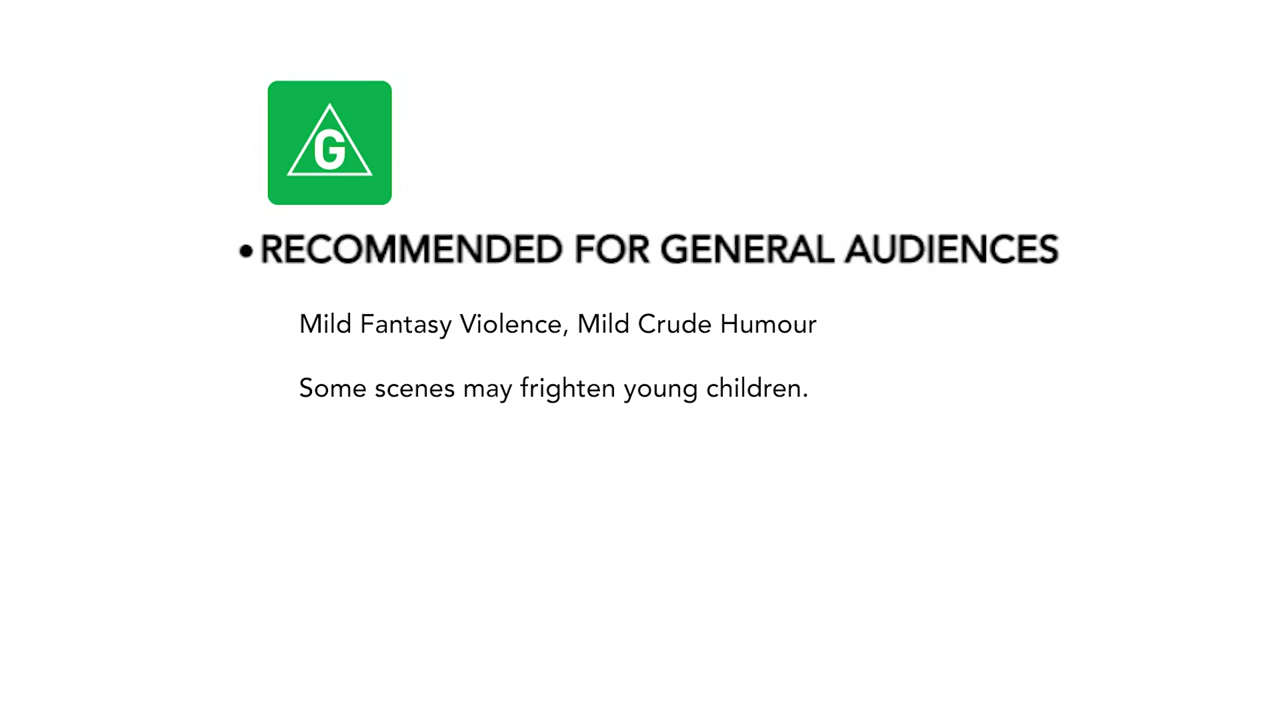 G
• RECOMMENDED FOR GENERAL AUDIENCES
Mild Fantasy Violence, Mild Crude Humour
Some scenes may frighten young children.